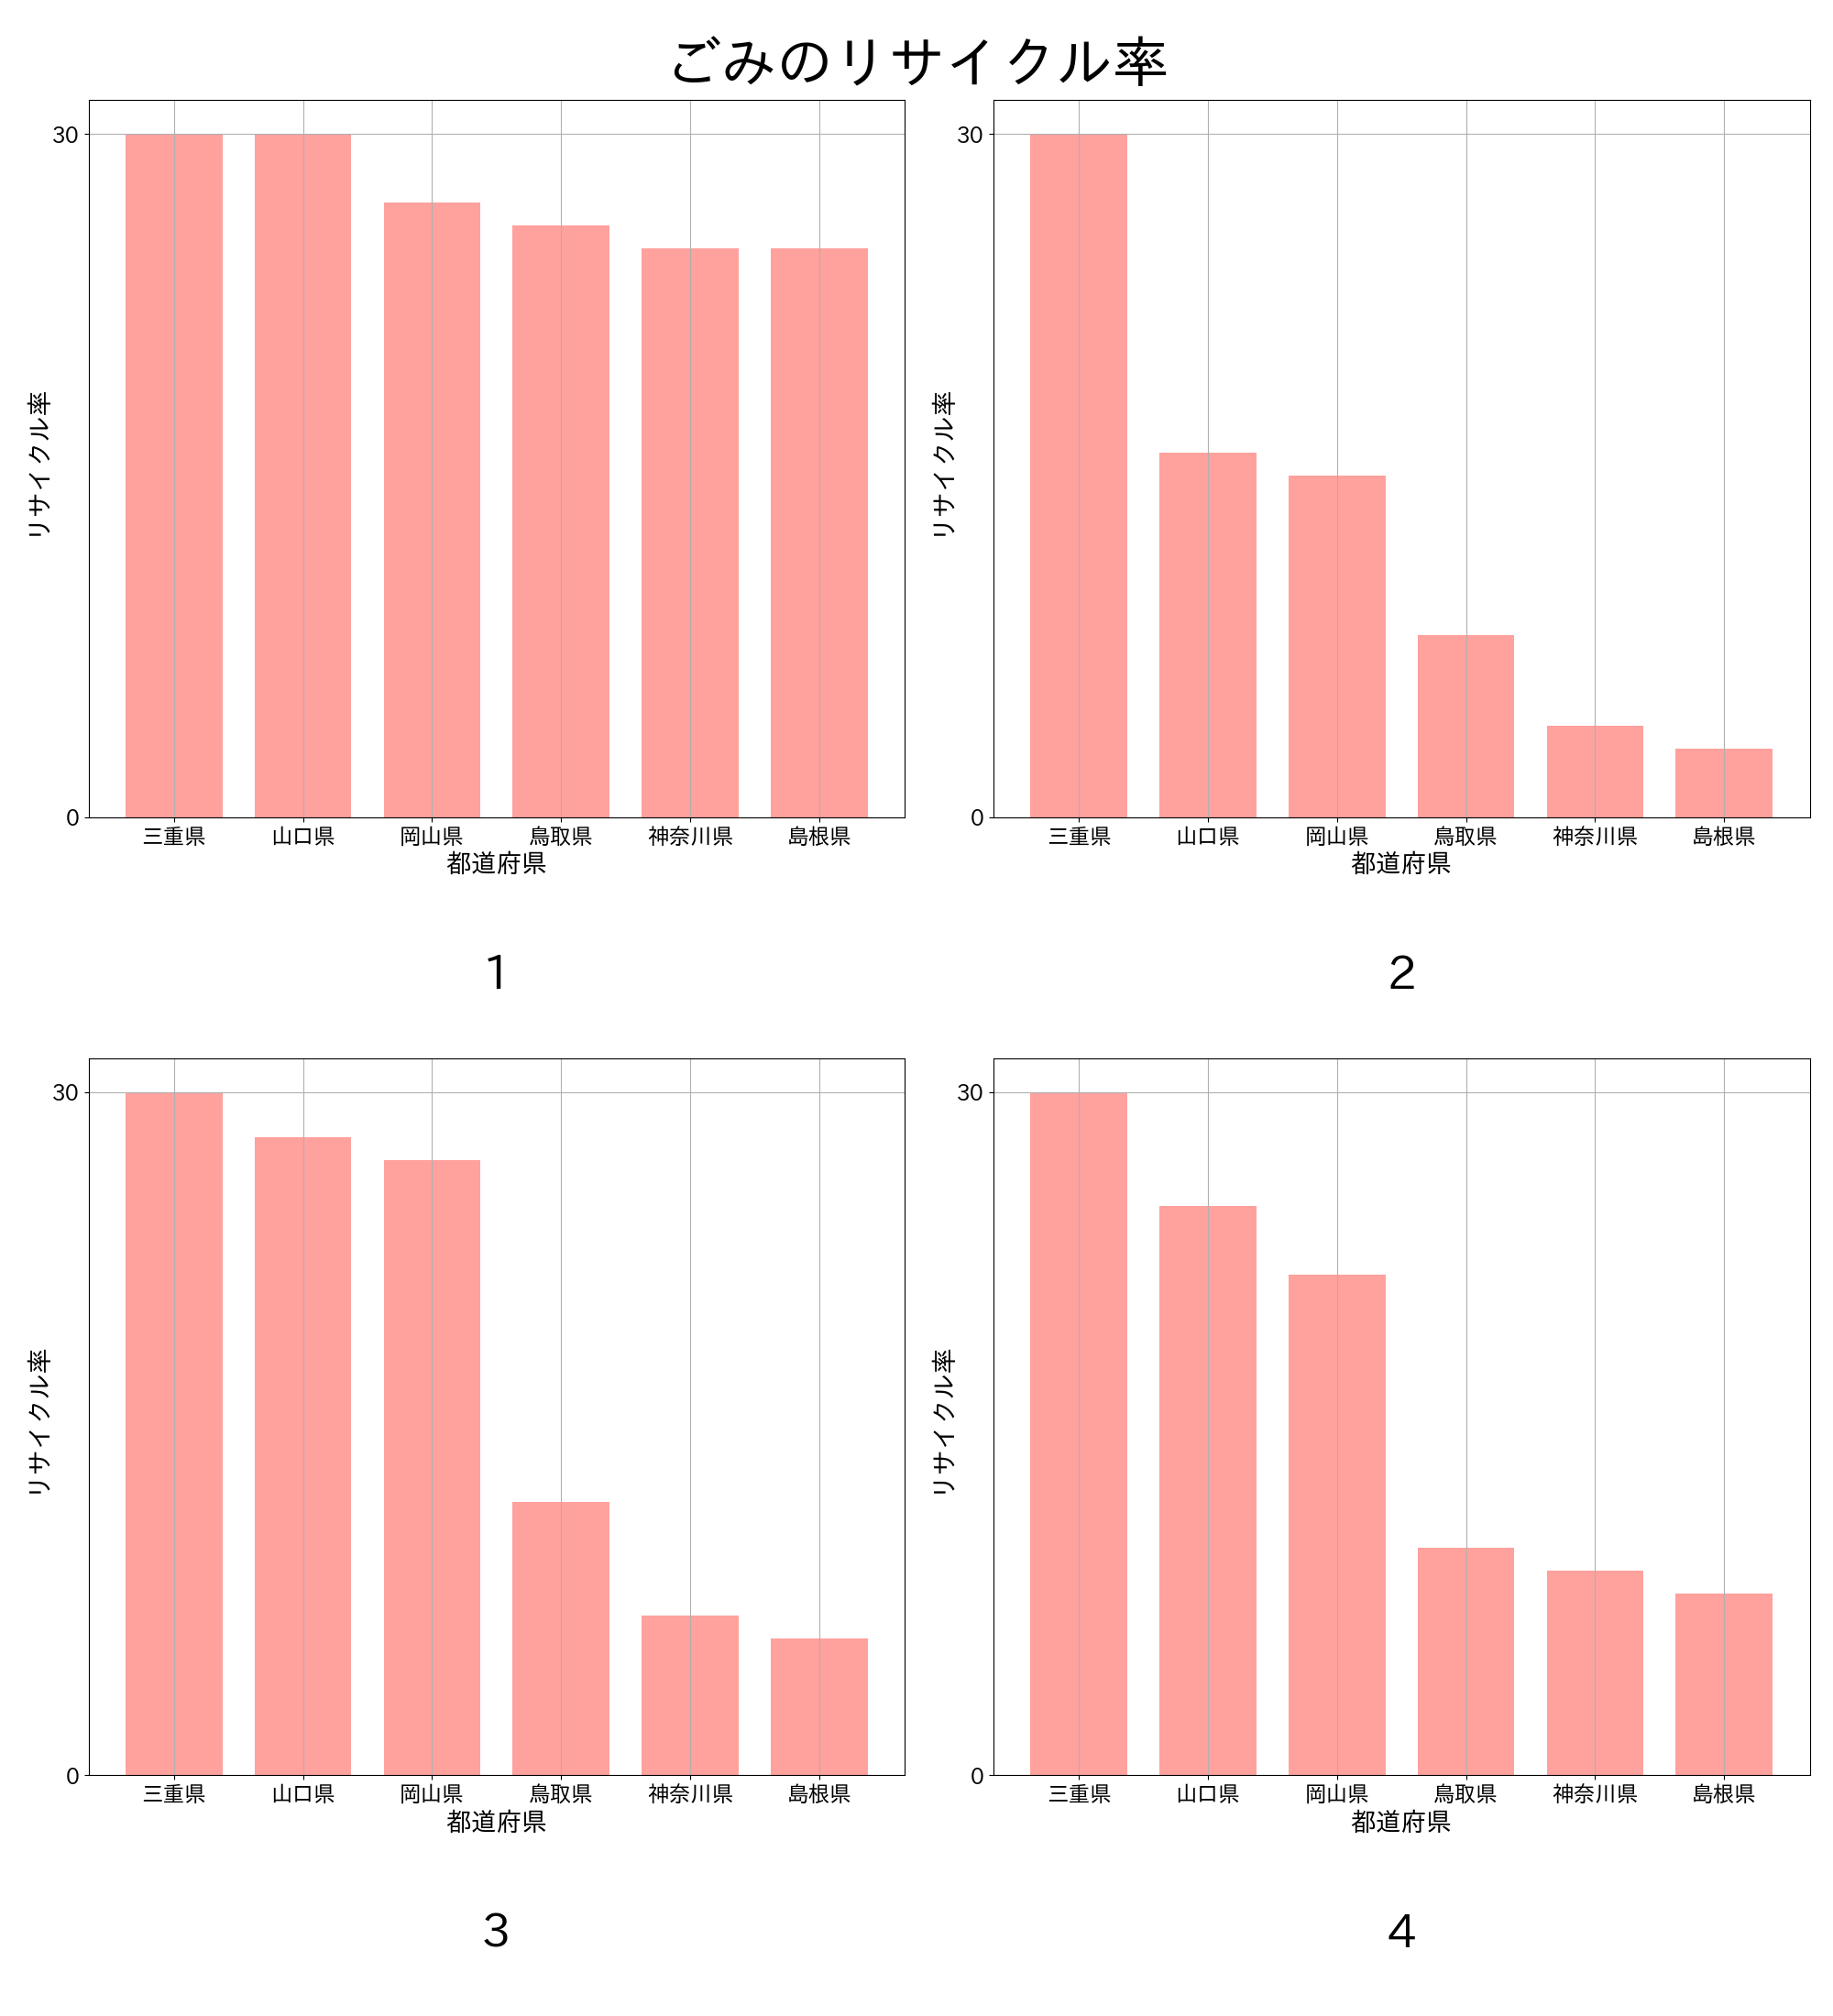 ごみのリサイクル率
30
0
リサイクル率
三重県 山口県 岡山県 鳥取県 神奈川県 島根県
都道府県
1
30
0
リサイクル率
三重県 山口県 岡山県 鳥取県 神奈川県 島根県
都道府県
2
30
0
リサイクル率
三重県 山口県 岡山県 鳥取県 神奈川県 島根県
都道府県
3
30
0
リサイクル率
三重県 山口県 岡山県 鳥取県 神奈川県 島根県
都道府県
4